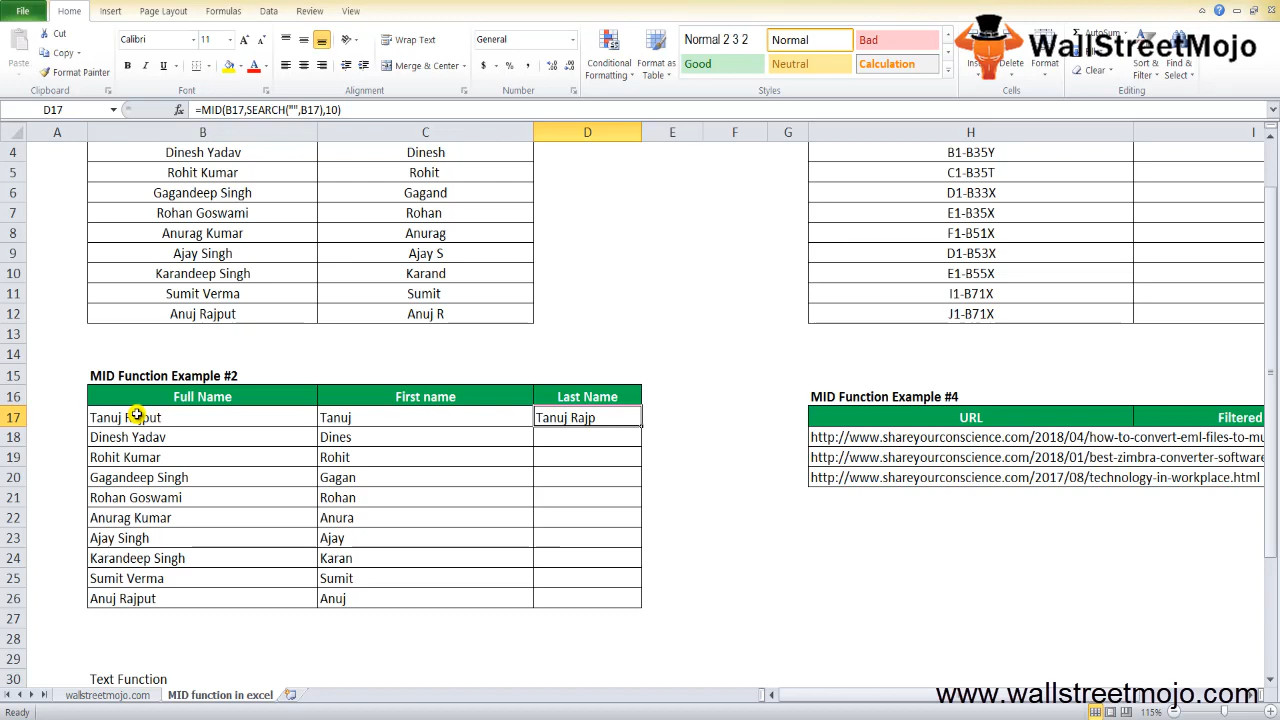 File Home Insert Page Layout Formulas Data Review View
Cut
Copy
Format Painter
Paste
Clipboard
Calibri 11
Font
Wrap Text
Merge & Center
Alignment
General
Number
Conditional Formatting
Format as Table
Normal 2 3 2 Normal Bad
Good Neutral Calculation
Styles
Insert Delete Format
Cells
AutoSum
Fill
Clear
Sort & Filter
Find & Select
Editing
WallStreetMojo
D17 fx =MID(B17,SEARCH("",B17),10)
A B C D E F G H I
4 Dinesh Yadav Dinesh B1-B35Y
5 Rohit Kumar Rohit C1-B35T
6 Gagandeep Singh Gagand D1-B33X
7 Rohan Goswami Rohan E1-B35X
8 Anurag Kumar Anurag F1-B51X
9 Ajay Singh Ajay S D1-B53X
10 Karandeep Singh Karand E1-B55X
11 Sumit Verma Sumit I1-B71X
12 Anuj Rajput Anuj R J1-B71X
13
14
15 MID Function Example #2
16 Full Name First name Last Name MID Function Example #4
17 Tanuj Rajput Tanuj Tanuj Rajp URL Filtered
18 Dinesh Yadav Dines http://www.shareyourconscience.com/2018/04/how-to-convert-eml-files-to-mu
19 Rohit Kumar Rohit http://www.shareyourconscience.com/2018/01/best-zimbra-converter-software
20 Gagandeep Singh Gagan http://www.shareyourconscience.com/2017/08/technology-in-workplace.html
21 Rohan Goswami Rohan
22 Anurag Kumar Anura
23 Ajay Singh Ajay
24 Karandeep Singh Karan
25 Sumit Verma Sumit
26 Anuj Rajput Anuj
27
28
29
30 Text Function
wallstreetmojo.com MID function in excel
www.wallstreetmojo.com
Ready 115%